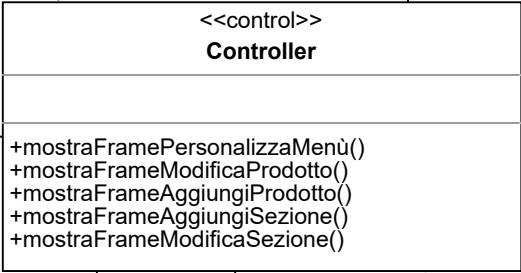 <<control>>
Controller
+mostraFramePersonalizzaMenù()
+mostraFrameModificaProdotto()
+mostraFrameAggiungiProdotto()
+mostraFrameAggiungiSezione()
+mostraFrameModificaSezione()